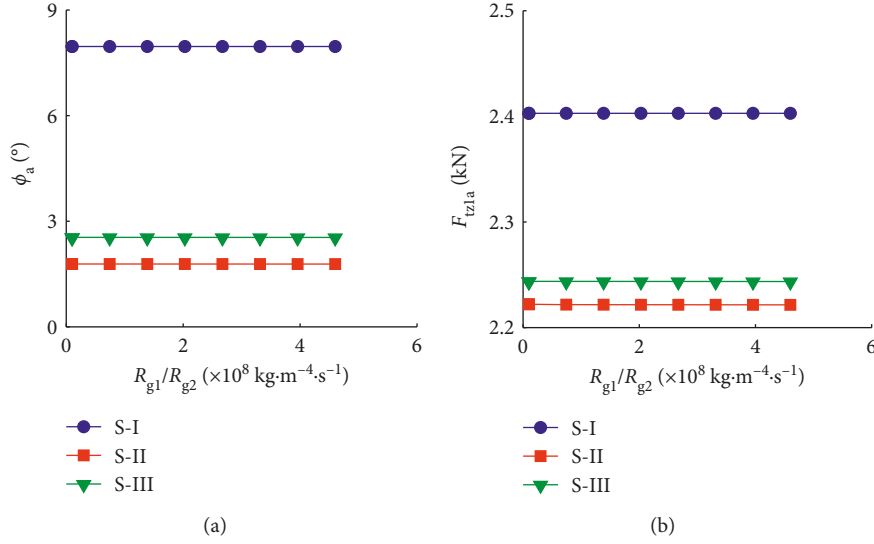 9
6
3
0
ϕa (°)
0 2 4 6
Rg1/Rg2 (×10⁸ kg·m⁻⁴·s⁻¹)
S-I
S-II
S-III
(a)
2.5
2.4
2.3
2.2
Ftz1a (kN)
0 2 4 6
Rg1/Rg2 (×10⁸ kg·m⁻⁴·s⁻¹)
S-I
S-II
S-III
(b)